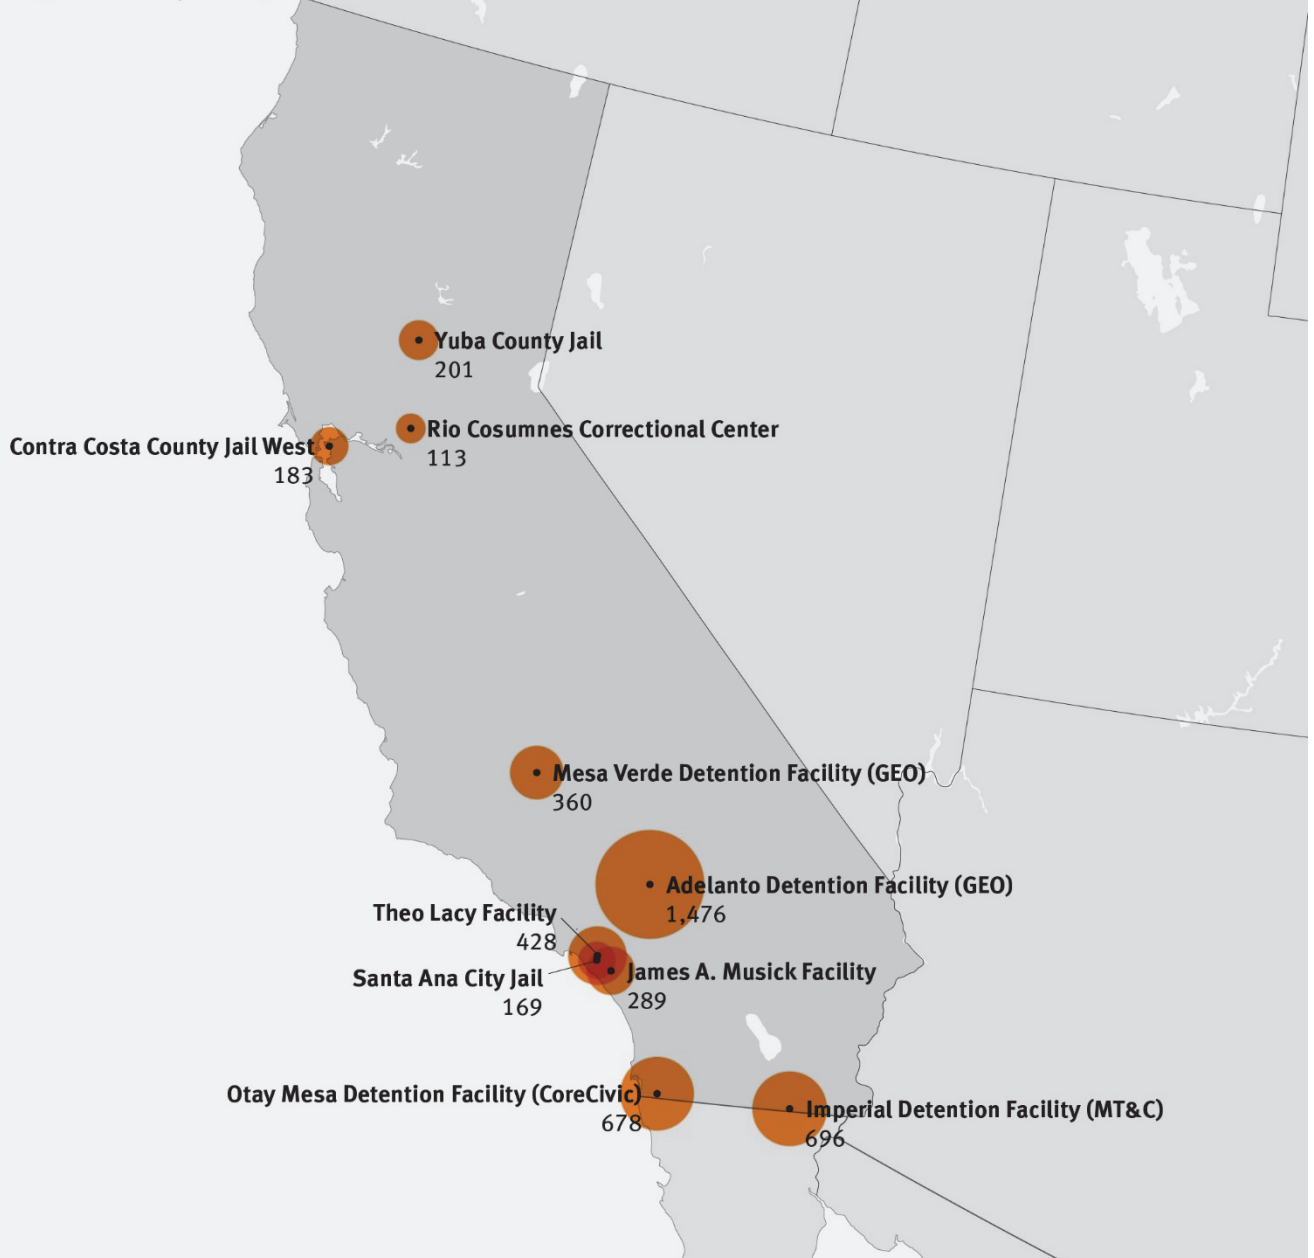 Yuba County Jail
201
Rio Cosumnes Correctional Center
113
Contra Costa County Jail West
183
Mesa Verde Detention Facility (GEO)
360
Adelanto Detention Facility (GEO)
1,476
Theo Lacy Facility
428
Santa Ana City Jail
169
James A. Musick Facility
289
Otay Mesa Detention Facility (CoreCivic)
678
Imperial Detention Facility (MT&C)
696